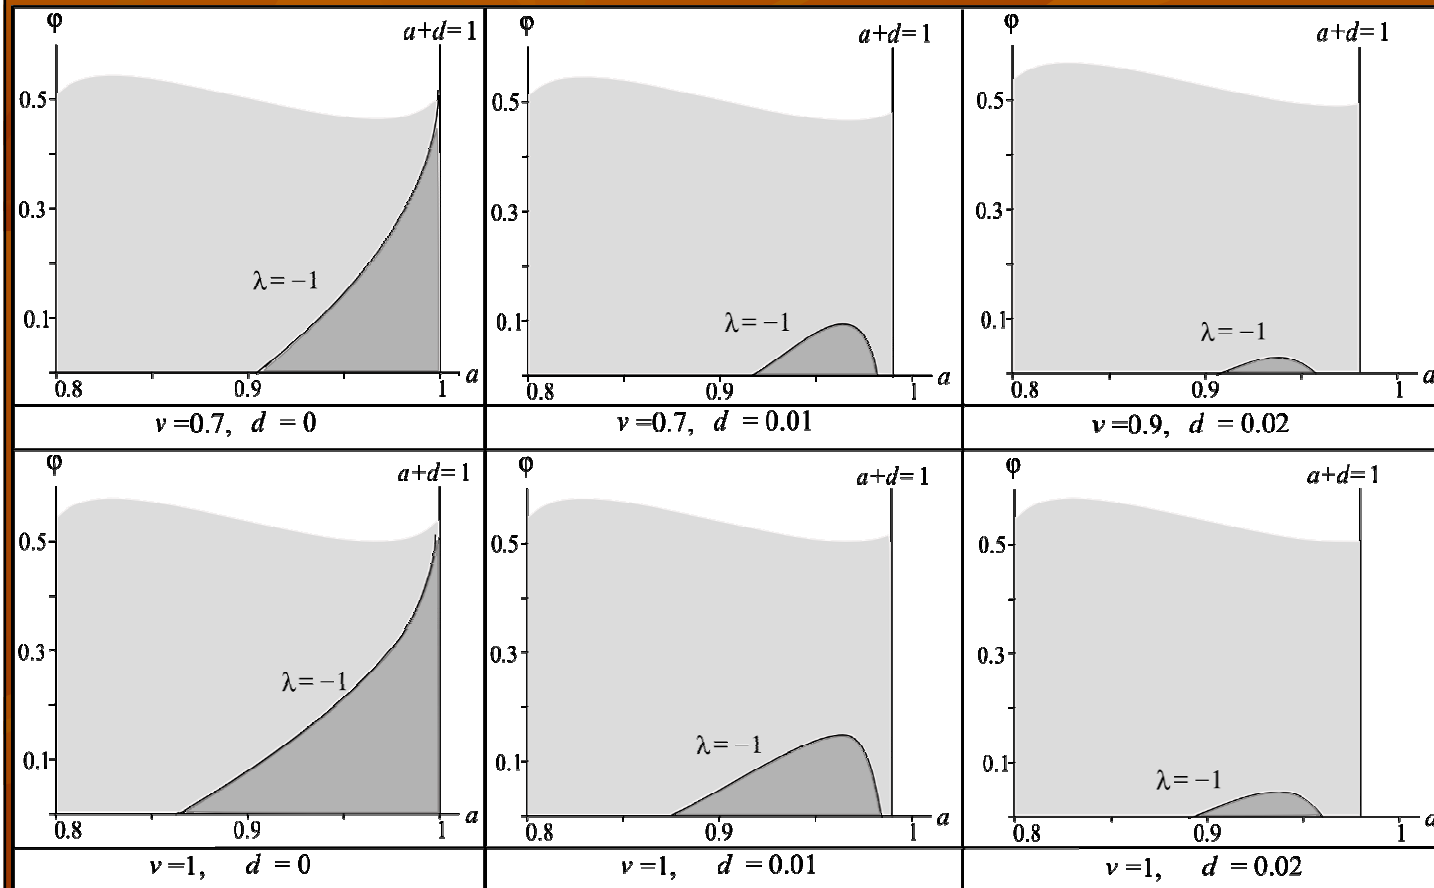 φ a+d=1
0.5
0.3
λ= −1
0.1
0.8 0.9 1 a
v =0.7, d = 0
φ a+d=1
0.5
0.3
λ= −1
0.1
0.8 0.9 1 a
v =0.7, d = 0.01
φ a+d=1
0.5
0.3
λ= −1
0.1
0.8 0.9 1 a
v =0.9, d = 0.02
φ a+d=1
0.5
0.3
λ= −1
0.1
0.8 0.9 1 a
v =1, d = 0
φ a+d=1
0.5
0.3
λ= −1
0.1
0.8 0.9 1 a
v =1, d = 0.01
φ a+d=1
0.5
0.3
0.1
λ= −1
0.8 0.9 1 a
v =1, d = 0.02